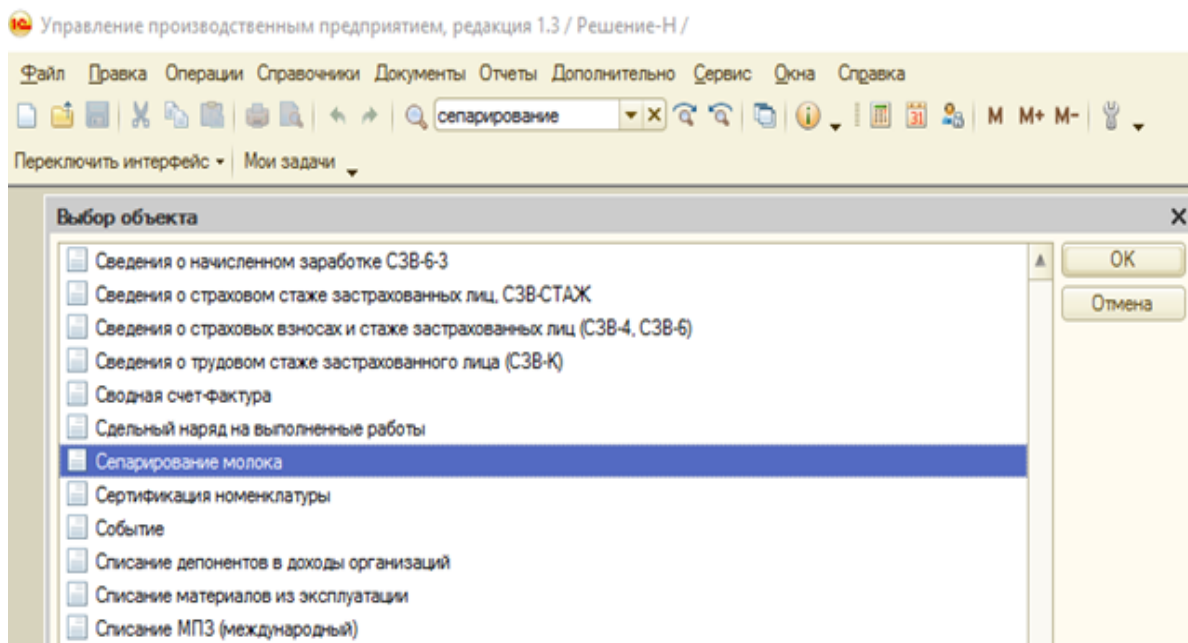 Управление производственным предприятием, редакция 1.3 / Решение-Н /
Файл Правка Операции Справочники Документы Отчеты Дополнительно Сервис Окна Справка
сепарирование M M+ M-
Переключить интерфейс Мои задачи
Выбор объекта
Сведения о начисленном заработке СЗВ-6-3
OK
Сведения о страховом стаже застрахованных лиц, СЗВ-СТАЖ
Отмена
Сведения о страховых взносах и стаже застрахованных лиц (СЗВ-4, СЗВ-6)
Сведения о трудовом стаже застрахованного лица (СЗВ-К)
Сводная счет-фактура
Сдельный наряд на выполненные работы
Сепарирование молока
Сертификация номенклатуры
Событие
Списание депонентов в доходы организаций
Списание материалов из эксплуатации
Списание МПЗ (международный)